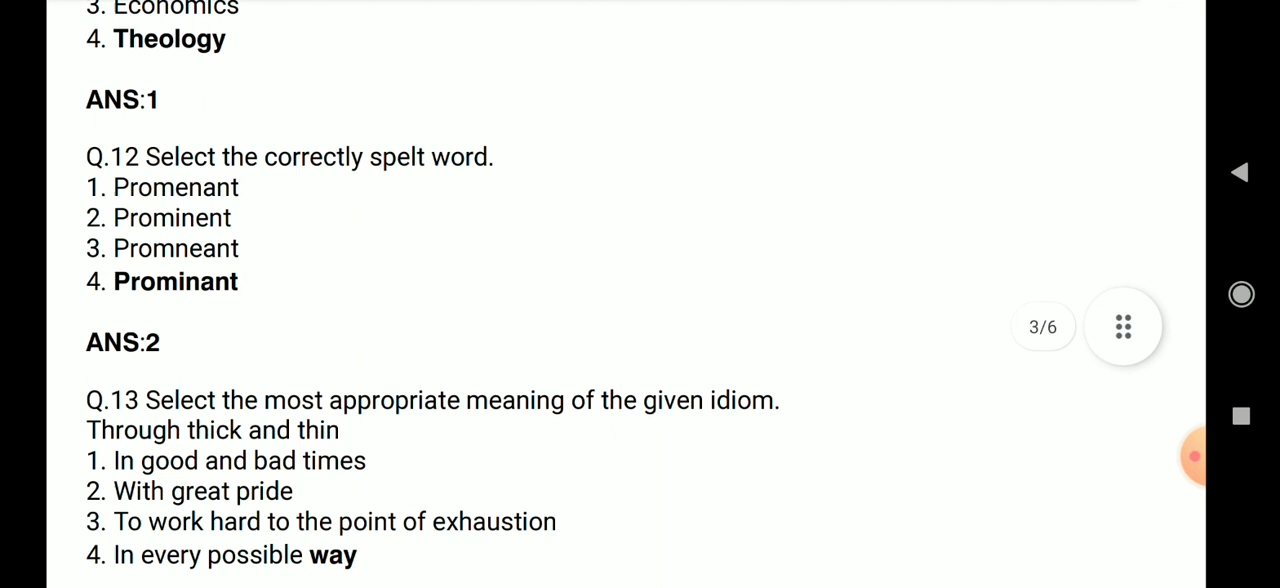 3. Economics
4. Theology
ANS:1
Q.12 Select the correctly spelt word.
1. Promenant
2. Prominent
3. Promneant
4. Prominant
ANS:2
3/6
Q.13 Select the most appropriate meaning of the given idiom.
Through thick and thin
1. In good and bad times
2. With great pride
3. To work hard to the point of exhaustion
4. In every possible way